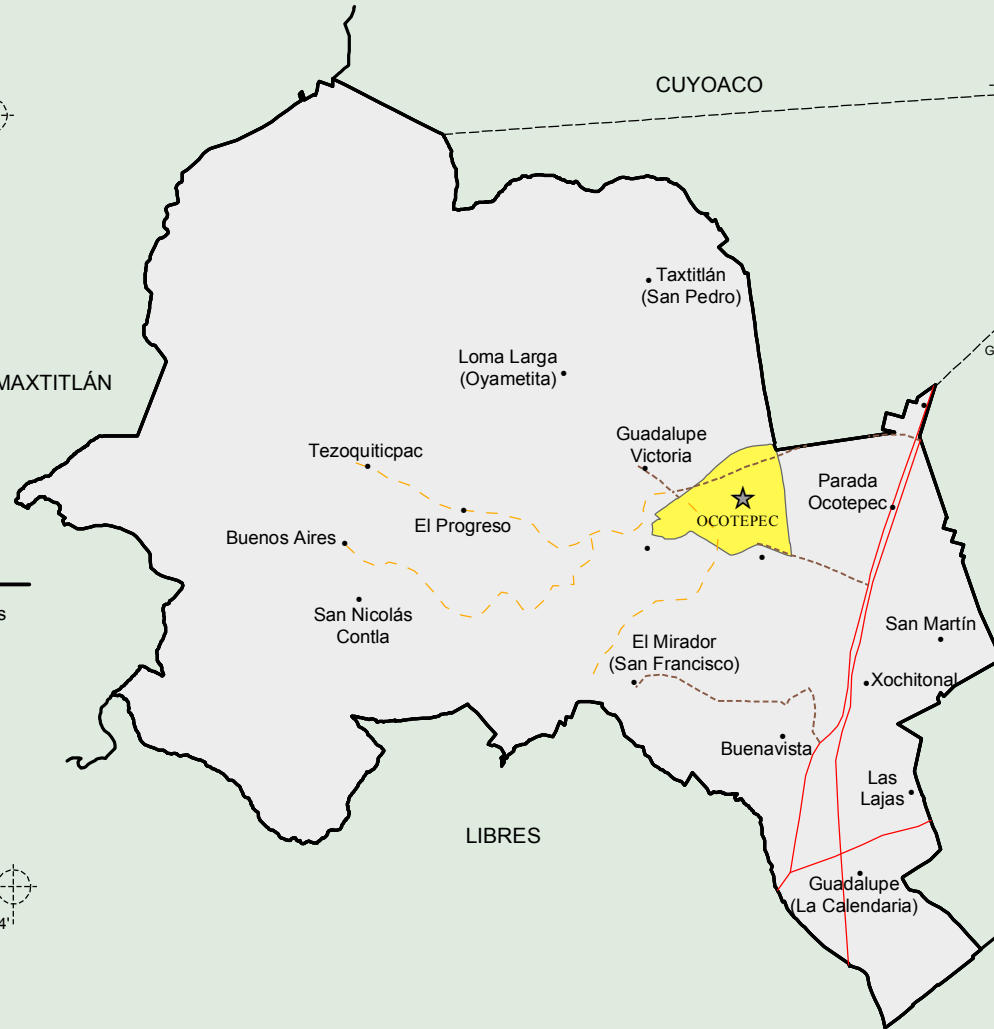 CUYOACO
Taxtitlán
(San Pedro)
MAXTITLÁN
Loma Larga
(Oyametita)
G
Guadalupe
Victoria
Tezoquiticpac
Parada
Ocotepec
OCOTEPEC
El Progreso
Buenos Aires
s
San Nicolás
Contla
San Martín
El Mirador
(San Francisco)
Xochitonal
Buenavista
Las
Lajas
LIBRES
Guadalupe
(La Calendaria)
4'